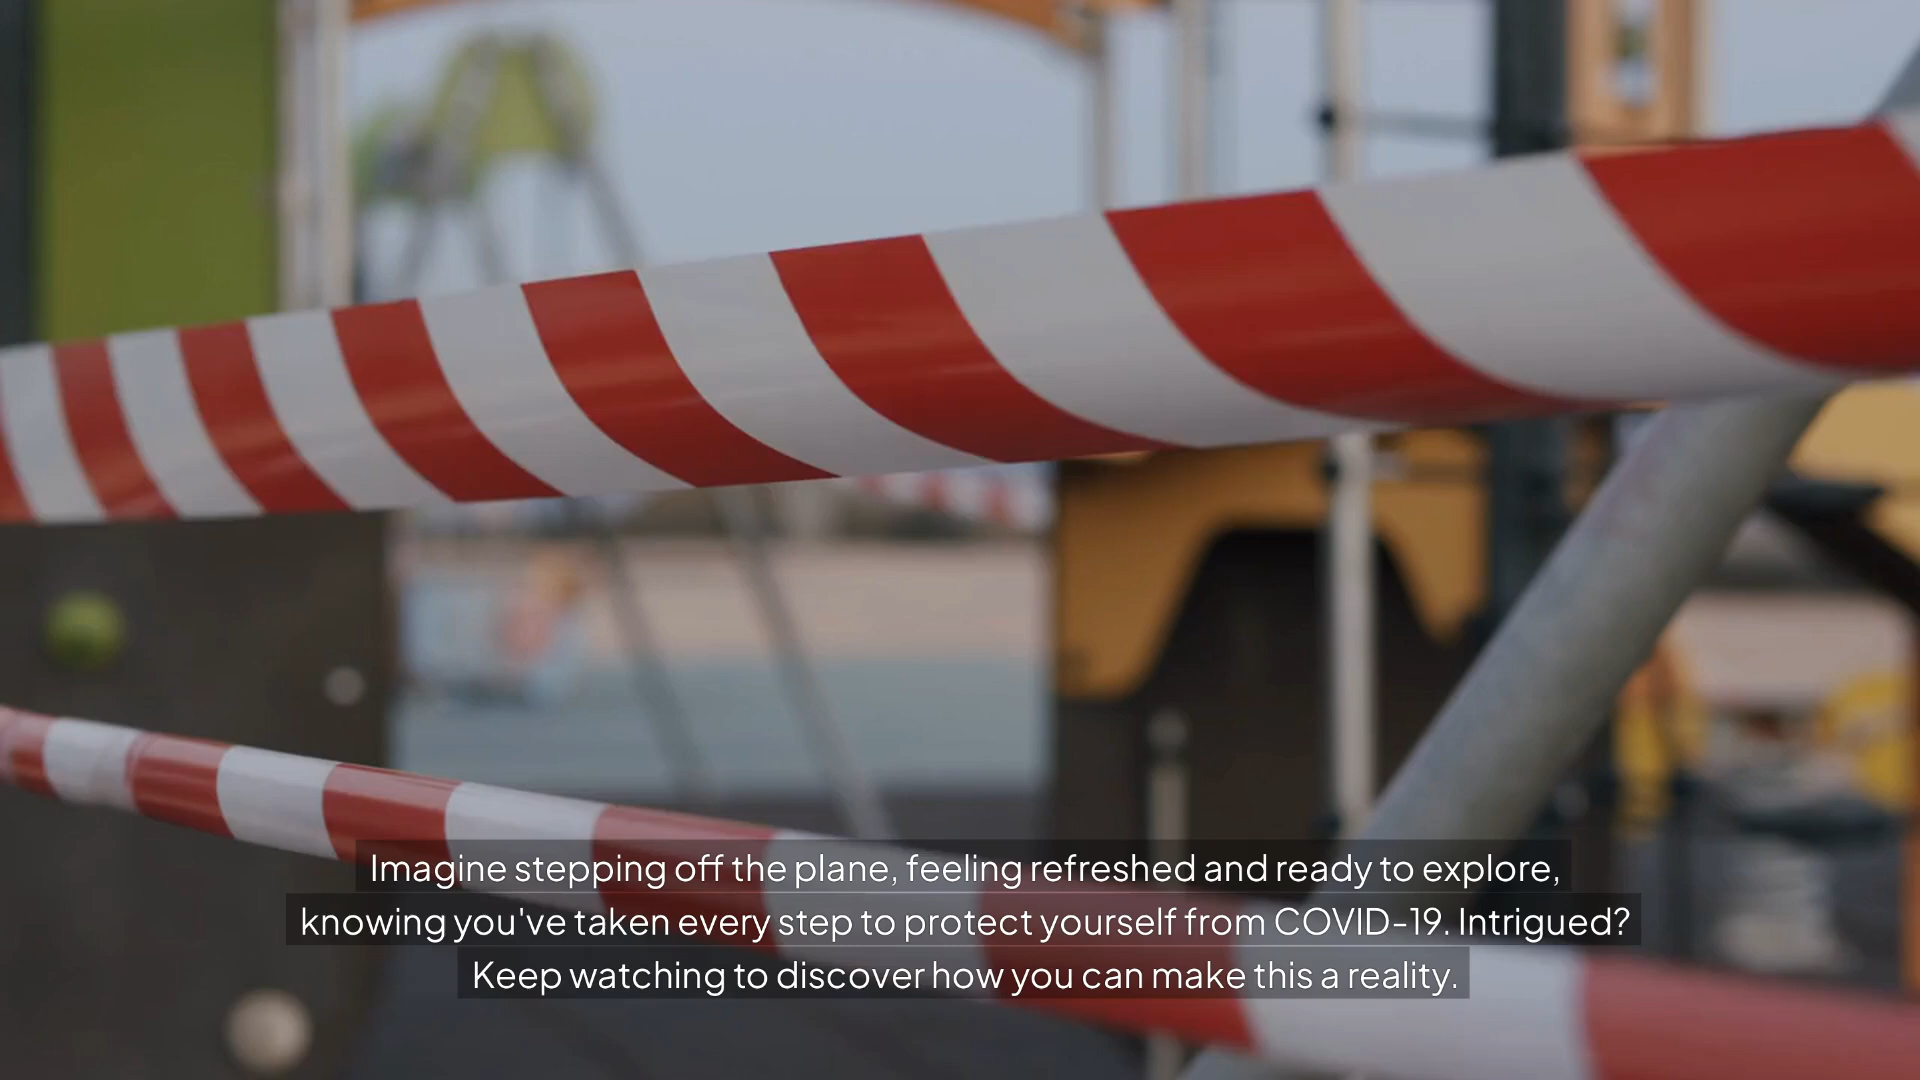 Imagine stepping off the plane, feeling refreshed and ready to explore,
knowing you've taken every step to protect yourself from COVID-19. Intrigued?
Keep watching to discover how you can make this a reality.